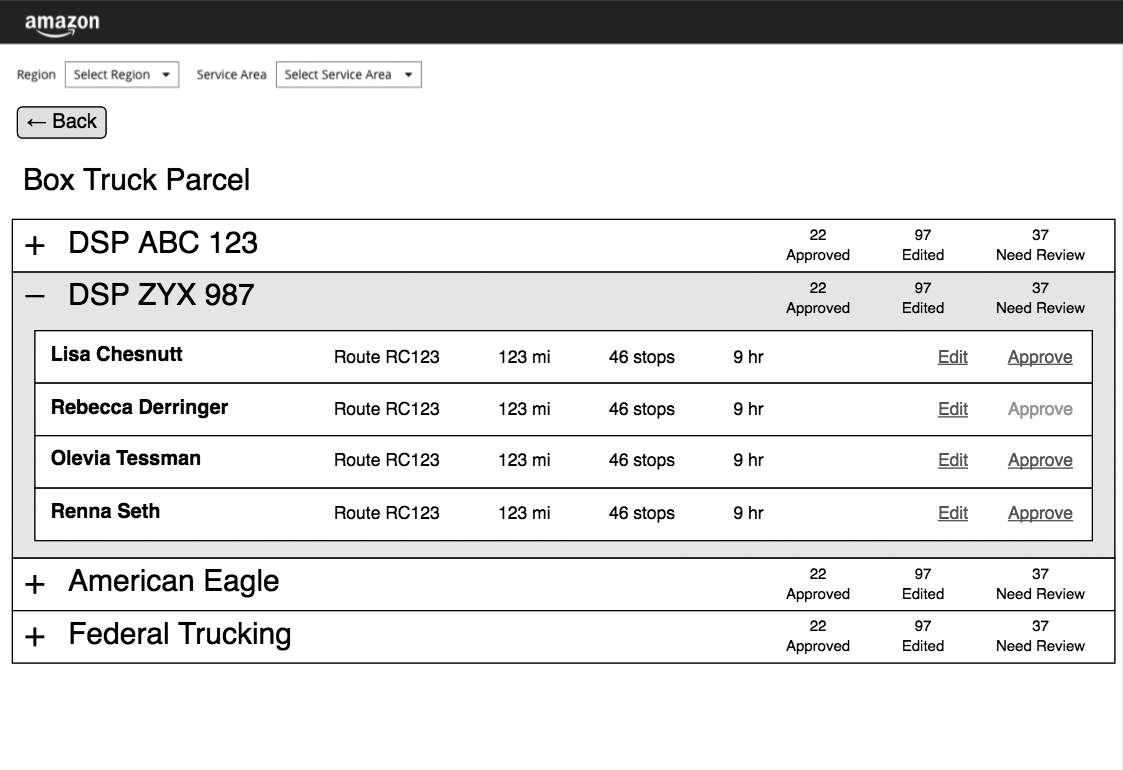 amazon
Region Select Region Service Area Select Service Area
← Back
Box Truck Parcel
+ DSP ABC 123 22 Approved 97 Edited 37 Need Review
– DSP ZYX 987 22 Approved 97 Edited 37 Need Review
Lisa Chesnutt Route RC123 123 mi 46 stops 9 hr Edit Approve
Rebecca Derringer Route RC123 123 mi 46 stops 9 hr Edit Approve
Olevia Tessman Route RC123 123 mi 46 stops 9 hr Edit Approve
Renna Seth Route RC123 123 mi 46 stops 9 hr Edit Approve
+ American Eagle 22 Approved 97 Edited 37 Need Review
+ Federal Trucking 22 Approved 97 Edited 37 Need Review